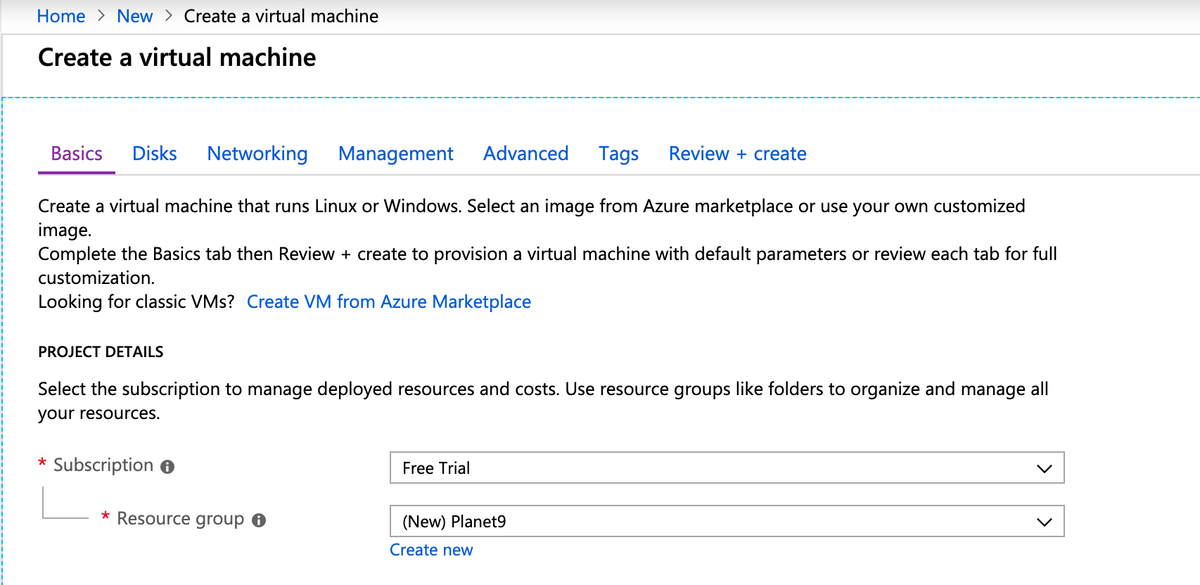 Home > New > Create a virtual machine
Create a virtual machine
Basics Disks Networking Management Advanced Tags Review + create
Create a virtual machine that runs Linux or Windows. Select an image from Azure marketplace or use your own customized
image.
Complete the Basics tab then Review + create to provision a virtual machine with default parameters or review each tab for full
customization.
Looking for classic VMs? Create VM from Azure Marketplace
PROJECT DETAILS
Select the subscription to manage deployed resources and costs. Use resource groups like folders to organize and manage all
your resources.
* Subscription Free Trial
* Resource group (New) Planet9
Create new